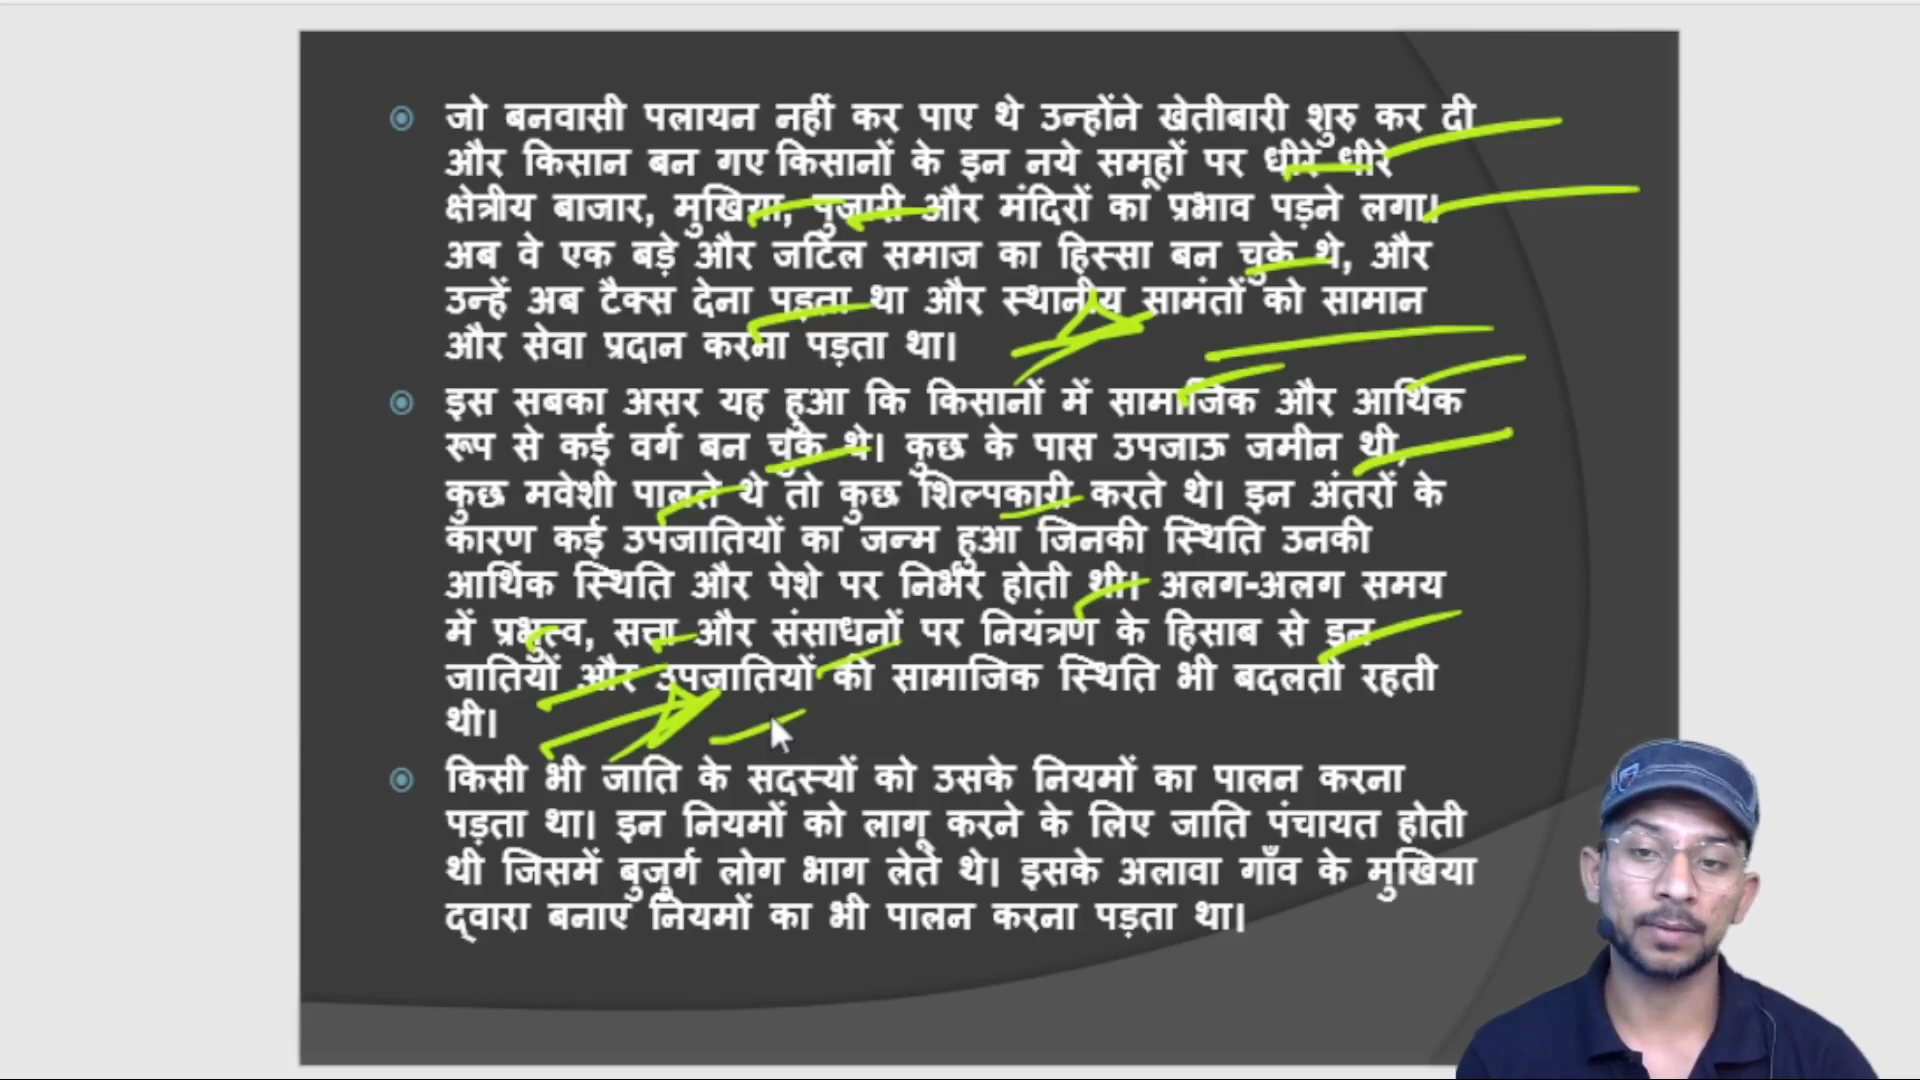 जो बनवासी पलायन नहीं कर पाए थे उन्होंने खेतीबारी शुरु कर दी
और किसान बन गए किसानों के इन नये समूहों पर धीरे धीरे
क्षेत्रीय बाजार, मुखिया, पुजारी और मंदिरों का प्रभाव पड़ने लगा।
अब वे एक बड़े और जटिल समाज का हिस्सा बन चुके थे, और
उन्हें अब टैक्स देना पड़ता था और स्थानीय सामंतों को सामान
और सेवा प्रदान करना पड़ता था।
इस सबका असर यह हुआ कि किसानों में सामाजिक और आर्थिक
रूप से कई वर्ग बन चुके थे। कुछ के पास उपजाऊ जमीन थी,
कुछ मवेशी पालते थे तो कुछ शिल्पकारी करते थे। इन अंतरों के
कारण कई उपजातियों का जन्म हुआ जिनकी स्थिति उनकी
आर्थिक स्थिति और पेशे पर निर्भर होती थी। अलग-अलग समय
में प्रभुत्व, सत्ता और संसाधनों पर नियंत्रण के हिसाब से इन
जातियों और उपजातियों की सामाजिक स्थिति भी बदलती रहती
थी।
किसी भी जाति के सदस्यों को उसके नियमों का पालन करना
पड़ता था। इन नियमों को लागू करने के लिए जाति पंचायत होती
थी जिसमें बुजुर्ग लोग भाग लेते थे। इसके अलावा गाँव के मुखिया
द्वारा बनाए नियमों का भी पालन करना पड़ता था।